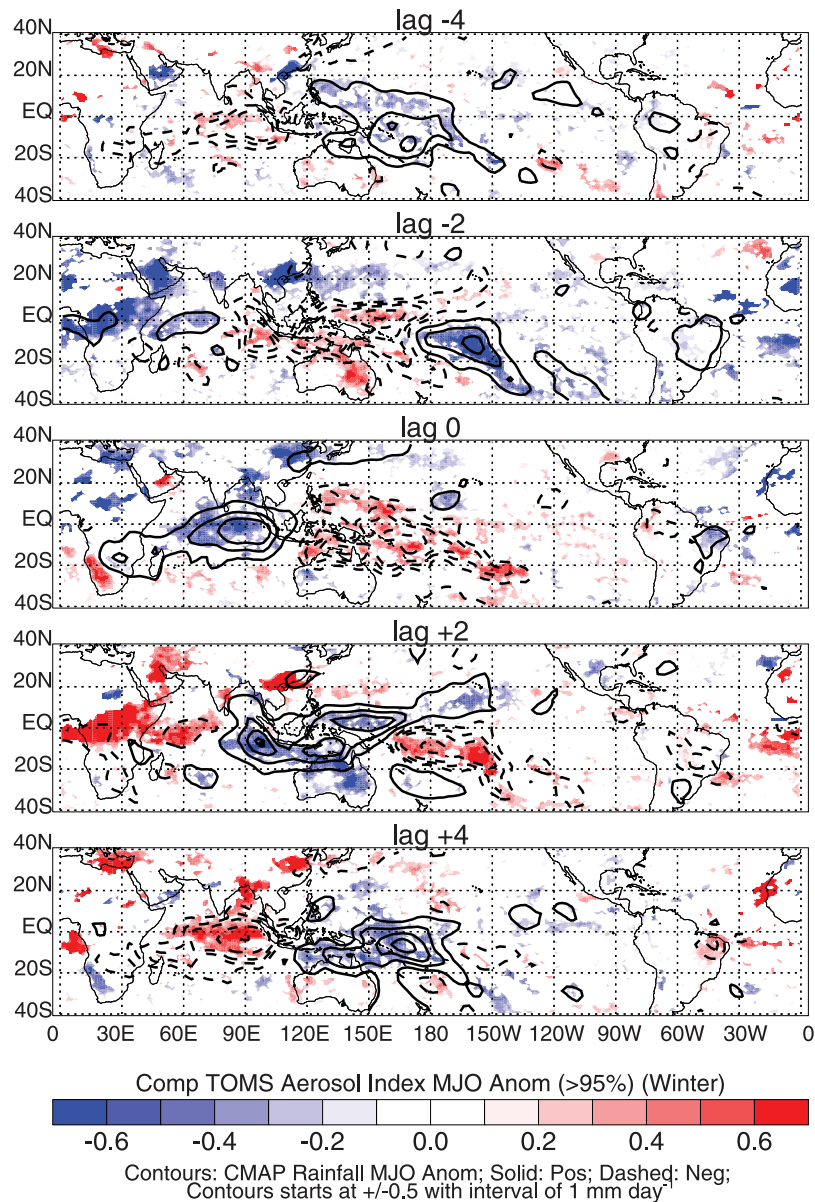 lag -4
40N
20N
EQ
20S
40S
lag -2
40N
20N
EQ
20S
40S
lag 0
40N
20N
EQ
20S
40S
lag +2
40N
20N
EQ
20S
40S
lag +4
40N
20N
EQ
20S
40S
0 30E 60E 90E 120E 150E 180 150W 120W 90W 60W 30W 0
Comp TOMS Aerosol Index MJO Anom (>95%) (Winter)
-0.6 -0.4 -0.2 0.0 0.2 0.4 0.6
Contours: CMAP Rainfall MJO Anom; Solid: Pos; Dashed: Neg;
Contours starts at +/-0.5 with interval of 1 mm day-1